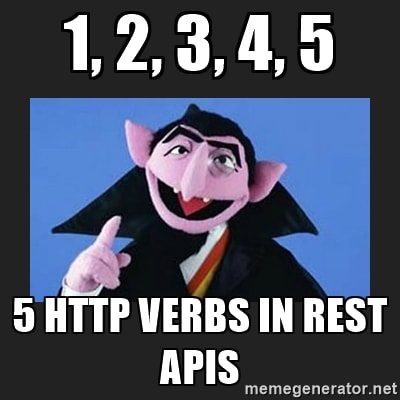 1, 2, 3, 4, 5
5 HTTP VERBS IN REST
APIS
memegenerator.net